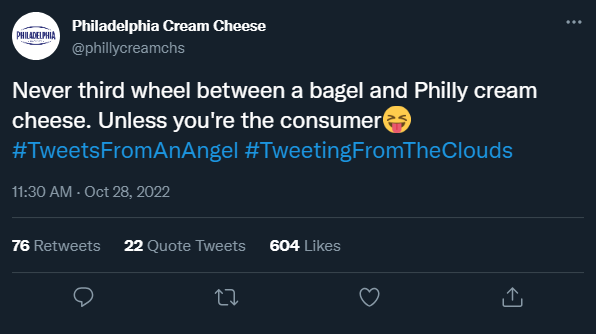 PHILADELPHIA
Philadelphia Cream Cheese
@phillycreamchs
Never third wheel between a bagel and Philly cream
cheese. Unless you're the consumer😝
#TweetsFromAnAngel #TweetingFromTheClouds
11:30 AM · Oct 28, 2022
76 Retweets 22 Quote Tweets 604 Likes